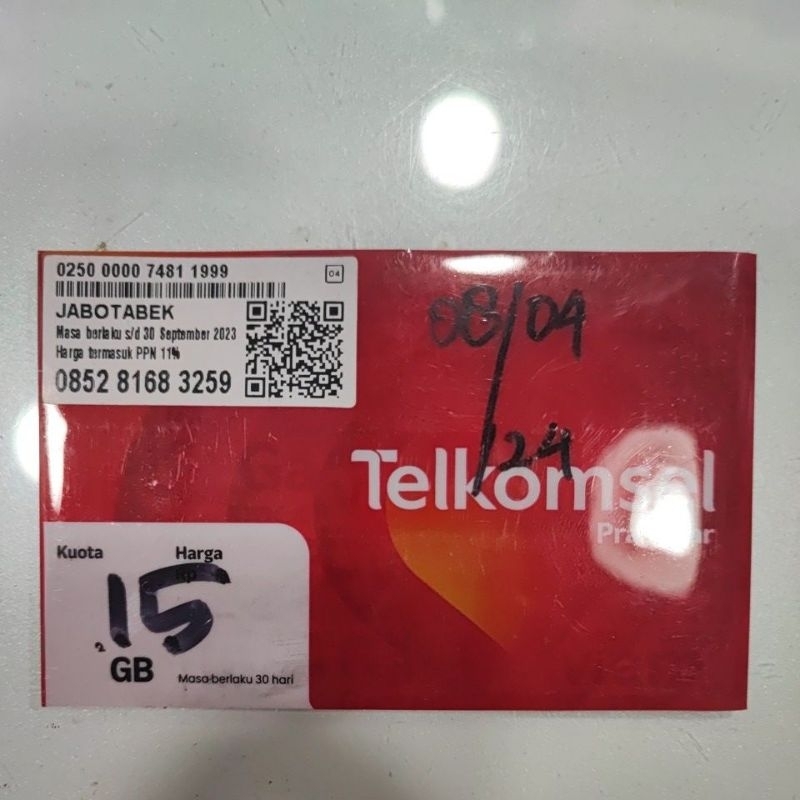 0250 0000 7481 1999
04
JABOTABEK
Masa berlaku s/d 30 September 2023
Harga termasuk PPN 11%
0852 8168 3259
08/04
/24
Telkomsel
Kuota
Harga
Rp
15
GB
Masa berlaku 30 hari